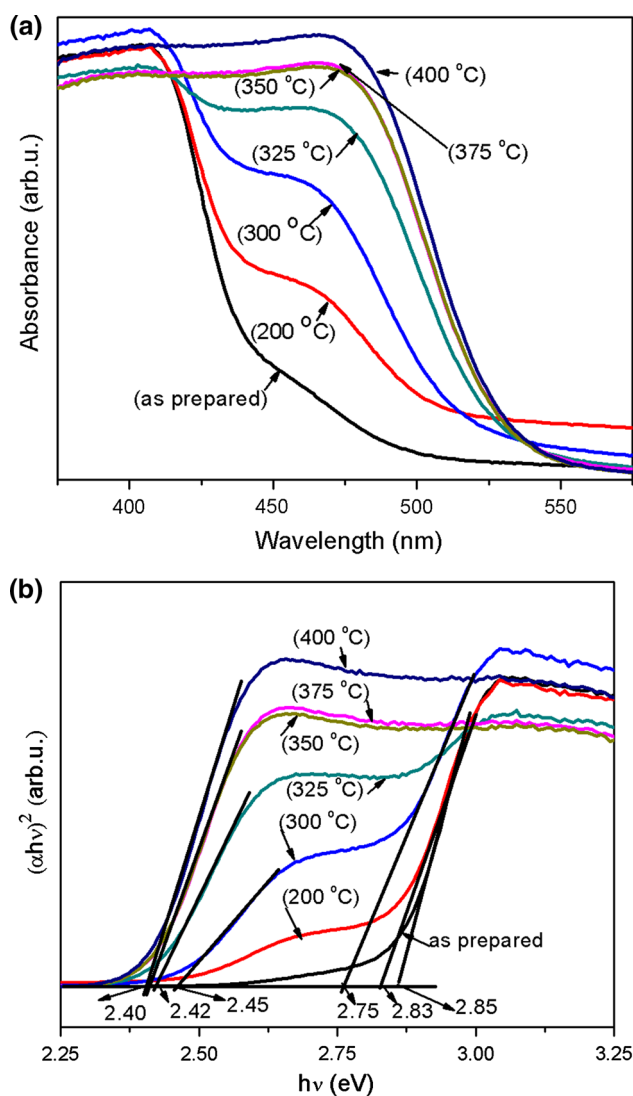 (a)
Absorbance (arb.u.)
(400 °C)
(350 °C)
(375 °C)
(325 °C)
(300 °C)
(200 °C)
(as prepared)
400 450 500 550
Wavelength (nm)
(b)
(αhν)²  (arb.u.)
(400 °C)
(375 °C)
(350 °C)
(325 °C)
(300 °C)
(200 °C)
as prepared
2.40 2.42 2.45 2.75 2.83 2.85
2.25 2.50 2.75 3.00 3.25
hν (eV)